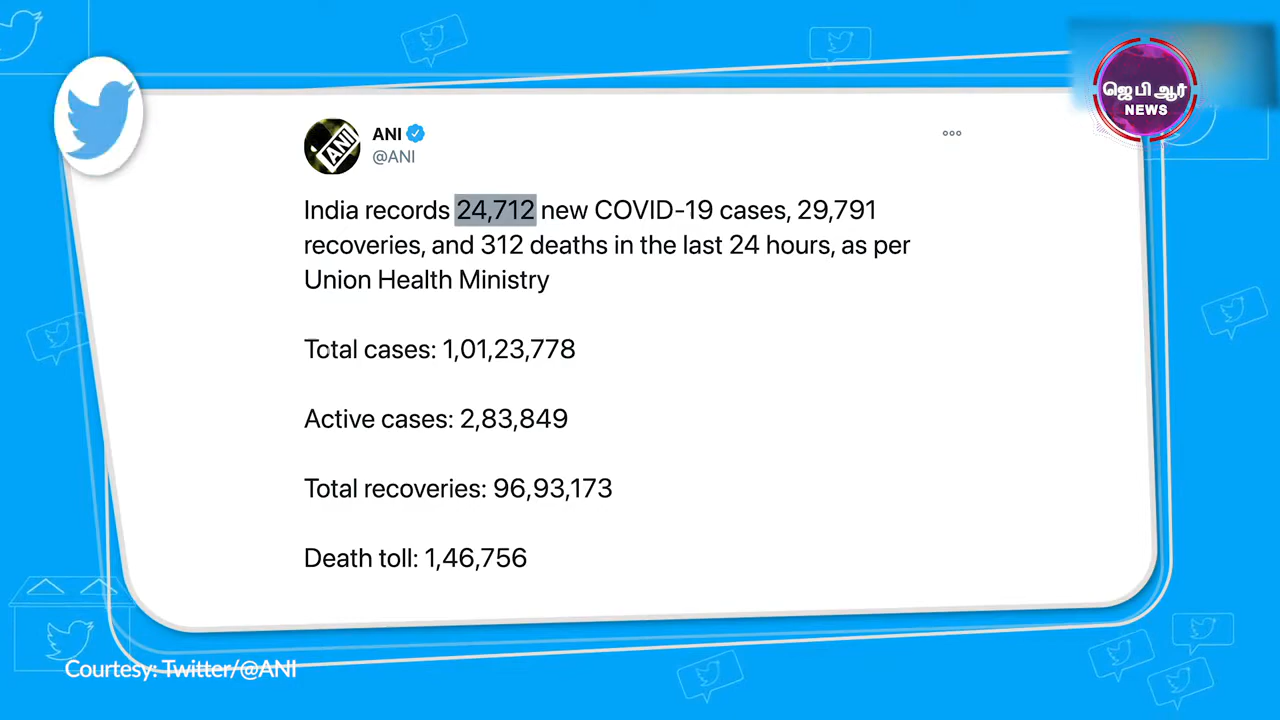 ஜெ பி ஆர்
NEWS
ANI
ANI
@ANI
India records 24,712 new COVID-19 cases, 29,791
recoveries, and 312 deaths in the last 24 hours, as per
Union Health Ministry
Total cases: 1,01,23,778
Active cases: 2,83,849
Total recoveries: 96,93,173
Death toll: 1,46,756
Courtesy: Twitter/@ANI